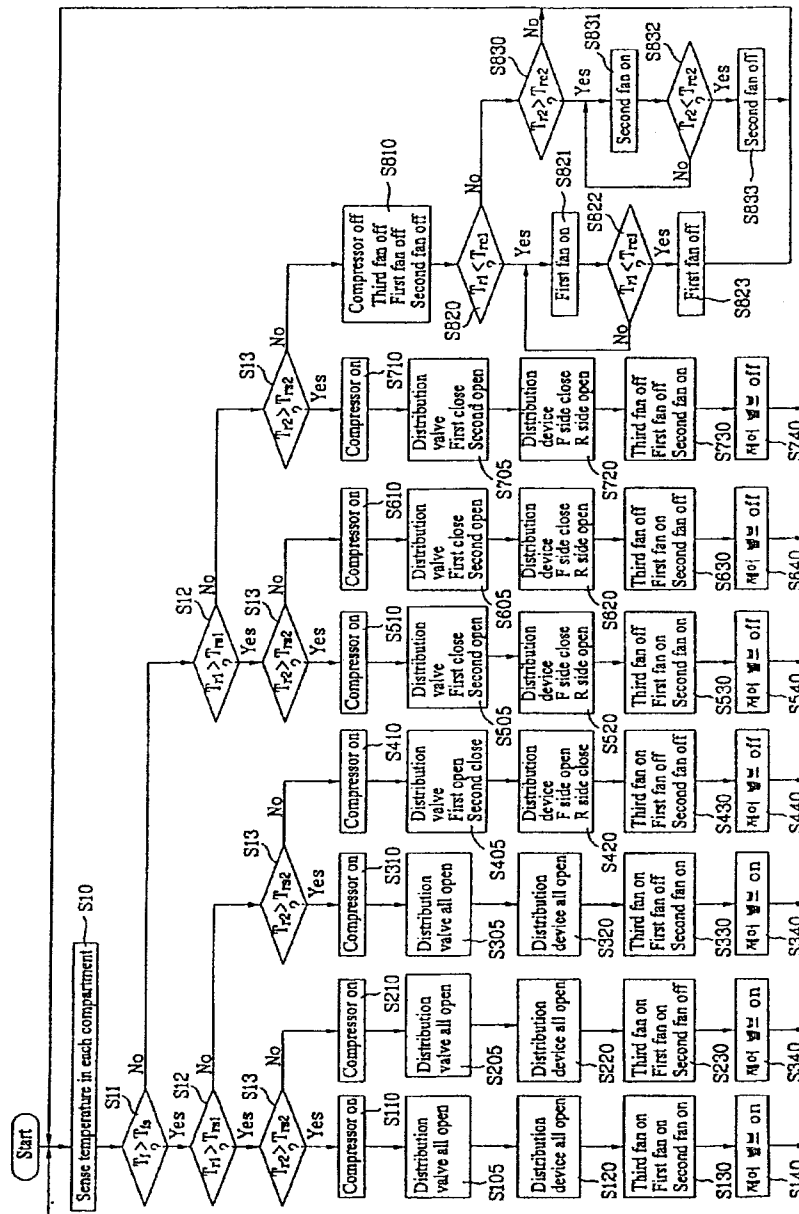 Start
Sense temperature in each compartment
S10
Tf > Tfs ?
S11
No
Yes
Tr1 > Trs1 ?
S12
No
Yes
Tr2 > Trs2 ?
S13
No
Yes
Compressor on
S110
Distribution
valve all open
S105
Distribution
device all open
S120
Third fan on
First fan on
Second fan on
S130
on
S140
Compressor on
S210
Distribution
valve all open
S205
Distribution
device all open
S220
Third fan on
First fan on
Second fan off
S230
on
S340
Tr2 > Trs2 ?
S13
No
Yes
Compressor on
S310
Distribution
valve all open
S305
Distribution
device all open
S320
Third fan on
First fan off
Second fan on
S330
on
S340
Compressor on
S410
Distribution
valve
First open
Second close
S405
Distribution
device
F side open
R side close
S420
Third fan on
First fan off
Second fan off
S430
off
S440
Tr1 > Trs1 ?
S12
No
Yes
Tr2 > Trs2 ?
S13
No
Yes
Compressor on
S510
Distribution
valve
First close
Second open
S505
Distribution
device
F side close
R side open
S520
Third fan off
First fan on
Second fan on
S530
off
S540
Compressor on
S610
Distribution
valve
First close
Second open
S605
Distribution
device
F side close
R side open
S620
Third fan off
First fan on
Second fan off
S630
off
S640
Tr2 > Trs2 ?
S13
No
Yes
Compressor on
S710
Distribution
valve
First close
Second open
S705
Distribution
device
F side close
R side open
S720
Third fan off
First fan off
Second fan on
S730
off
S740
Compressor off
Third fan off
First fan off
Second fan off
S810
Tr1 < Trc1 ?
S820
No
Yes
First fan on
S821
Tr1 < Trc1 ?
S822
No
Yes
First fan off
S823
Tr2 > Trc2 ?
S830
No
Yes
Second fan on
S831
Tr2 < Trc2 ?
S832
No
Yes
Second fan off
S833